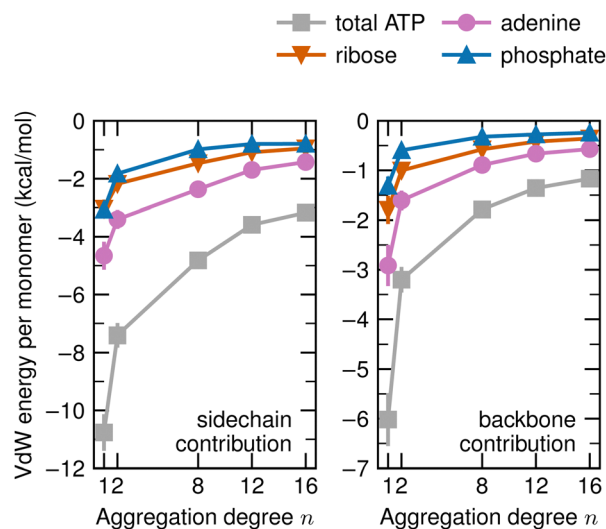 total ATP
adenine
ribose
phosphate
VdW energy per monomer (kcal/mol)
0
−2
−4
−6
−8
−10
−12
sidechain
contribution
1 2 8 12 16
Aggregation degree n
0
−1
−2
−3
−4
−5
−6
−7
backbone
contribution
1 2 8 12 16
Aggregation degree n